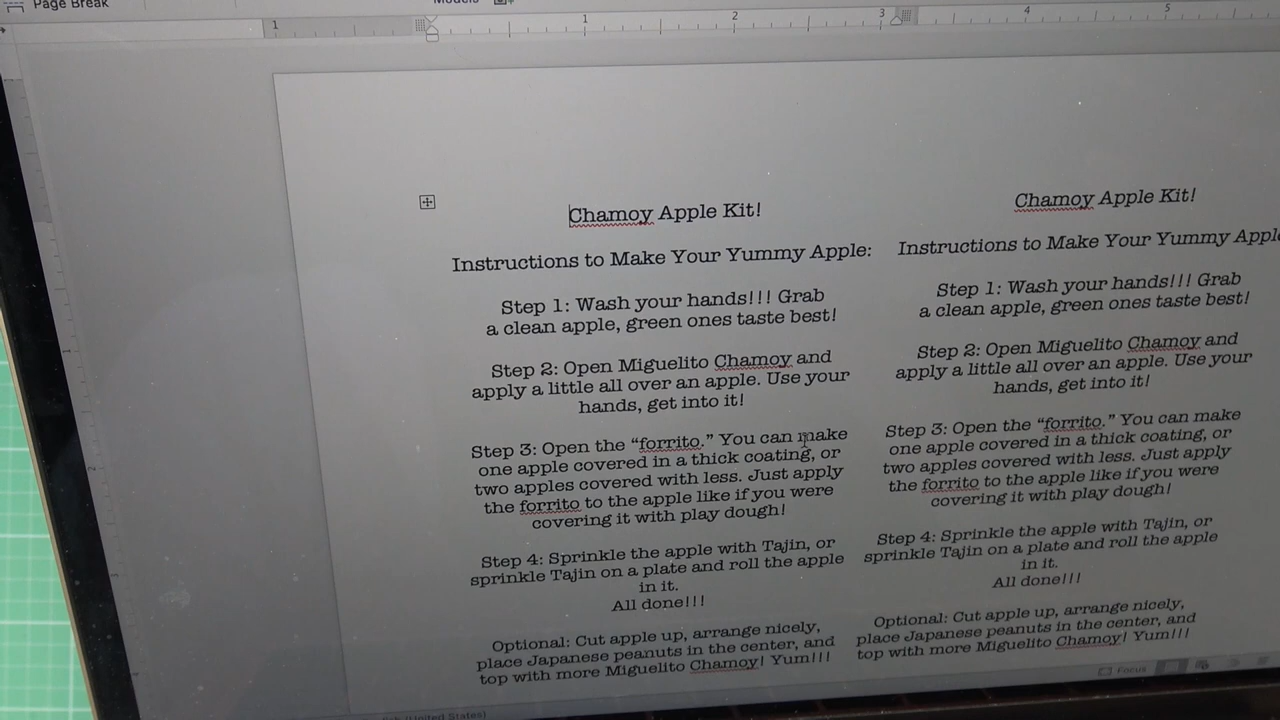 Page Break
1
1
2
3
4
5
Chamoy Apple Kit!
Instructions to Make Your Yummy Apple:
Step 1: Wash your hands!!! Grab
a clean apple, green ones taste best!
Step 2: Open Miguelito Chamoy and
apply a little all over an apple. Use your
hands, get into it!
Step 3: Open the “forrito.” You can make
one apple covered in a thick coating, or
two apples covered with less. Just apply
the forrito to the apple like if you were
covering it with play dough!
Step 4: Sprinkle the apple with Tajin, or
sprinkle Tajin on a plate and roll the apple
in it.
All done!!!
Optional: Cut apple up, arrange nicely,
place Japanese peanuts in the center, and
top with more Miguelito Chamoy! Yum!!!
Chamoy Apple Kit!
Instructions to Make Your Yummy Apple
Step 1: Wash your hands!!! Grab
a clean apple, green ones taste best!
Step 2: Open Miguelito Chamoy and
apply a little all over an apple. Use your
hands, get into it!
Step 3: Open the “forrito.” You can make
one apple covered in a thick coating, or
two apples covered with less. Just apply
the forrito to the apple like if you were
covering it with play dough!
Step 4: Sprinkle the apple with Tajin, or
sprinkle Tajin on a plate and roll the apple
in it.
All done!!!
Optional: Cut apple up, arrange nicely,
place Japanese peanuts in the center, and
top with more Miguelito Chamoy! Yum!!!
Focus
(United States)